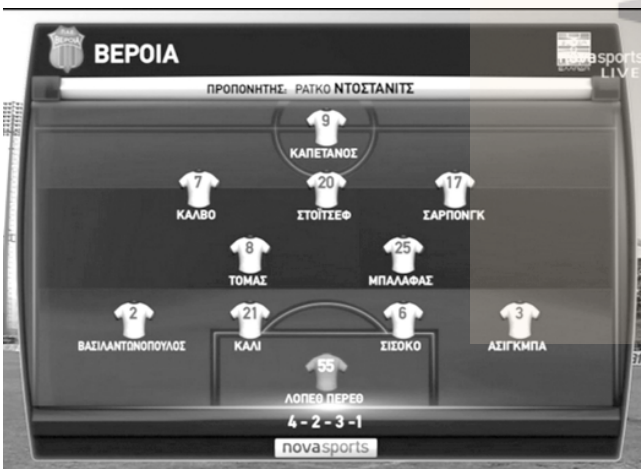 ΒΕΡΟΙΑ
ΒΕΡΟΙΑ
novasports
LIVE
ΠΡΟΠΟΝΗΤΗΣ: ΡΑΤΚΟ ΝΤΟΣΤΑΝΙΤΣ
9
ΚΑΠΕΤΑΝΟΣ
7 20 17
ΚΑΛΒΟ ΣΤΟΪΤΣΕΦ ΣΑΡΠΟΝΓΚ
8 25
ΤΟΜΑΣ ΜΠΑΛΑΦΑΣ
2 21 6 3
ΒΑΣΙΛΑΝΤΩΝΟΠΟΥΛΟΣ ΚΑΛΙ ΣΙΣΟΚΟ ΑΣΙΓΚΜΠΑ
55
ΛΟΠΕΘ ΠΕΡΕΘ
4 - 2 - 3 -1
novasports